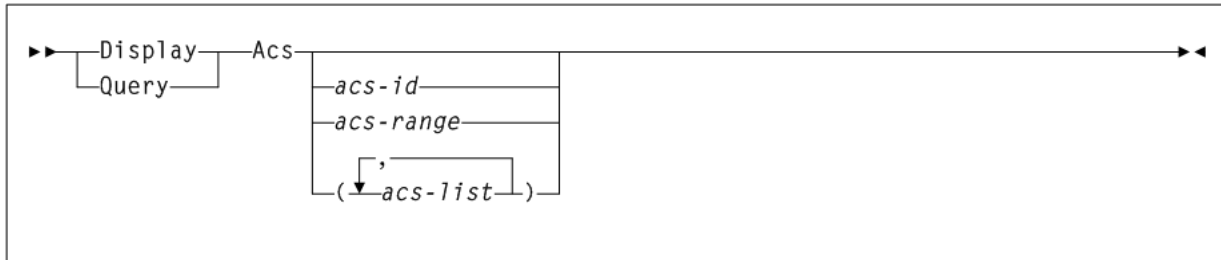 Display Acs
Query acs-id
acs-range
,
(acs-list)